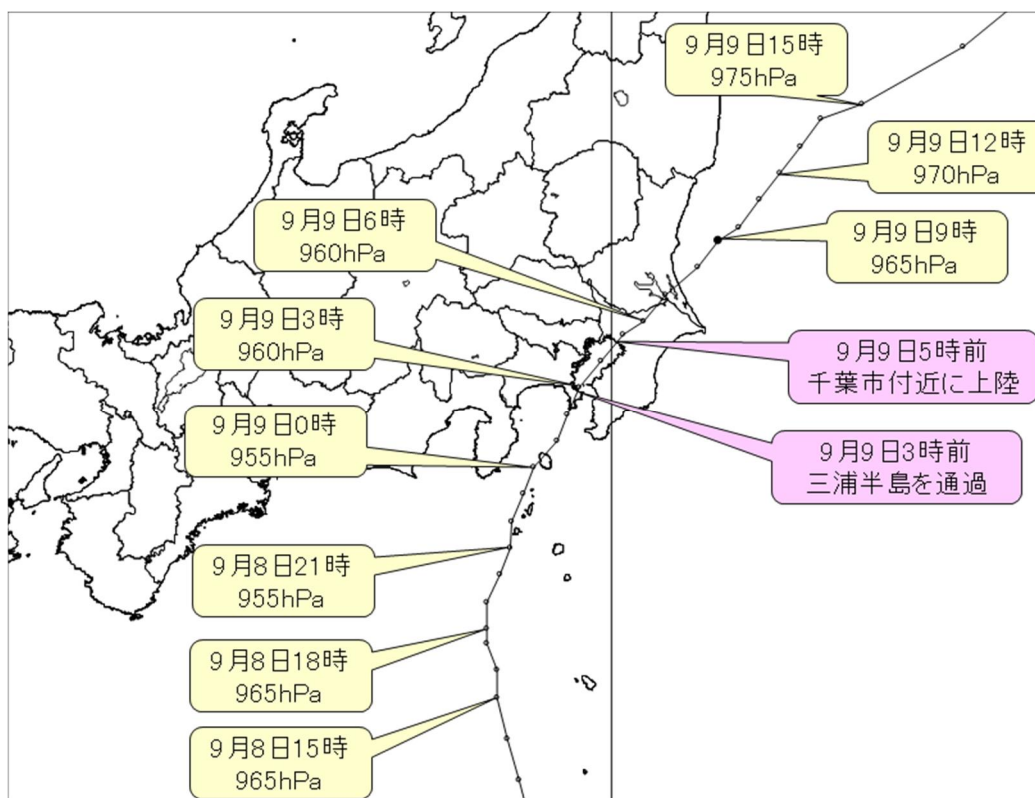 9月9日15時
975hPa
9月9日12時
970hPa
9月9日6時
960hPa
9月9日9時
965hPa
9月9日3時
960hPa
9月9日5時前
千葉市付近に上陸
9月9日0時
955hPa
9月9日3時前
三浦半島を通過
9月8日21時
955hPa
9月8日18時
965hPa
9月8日15時
965hPa